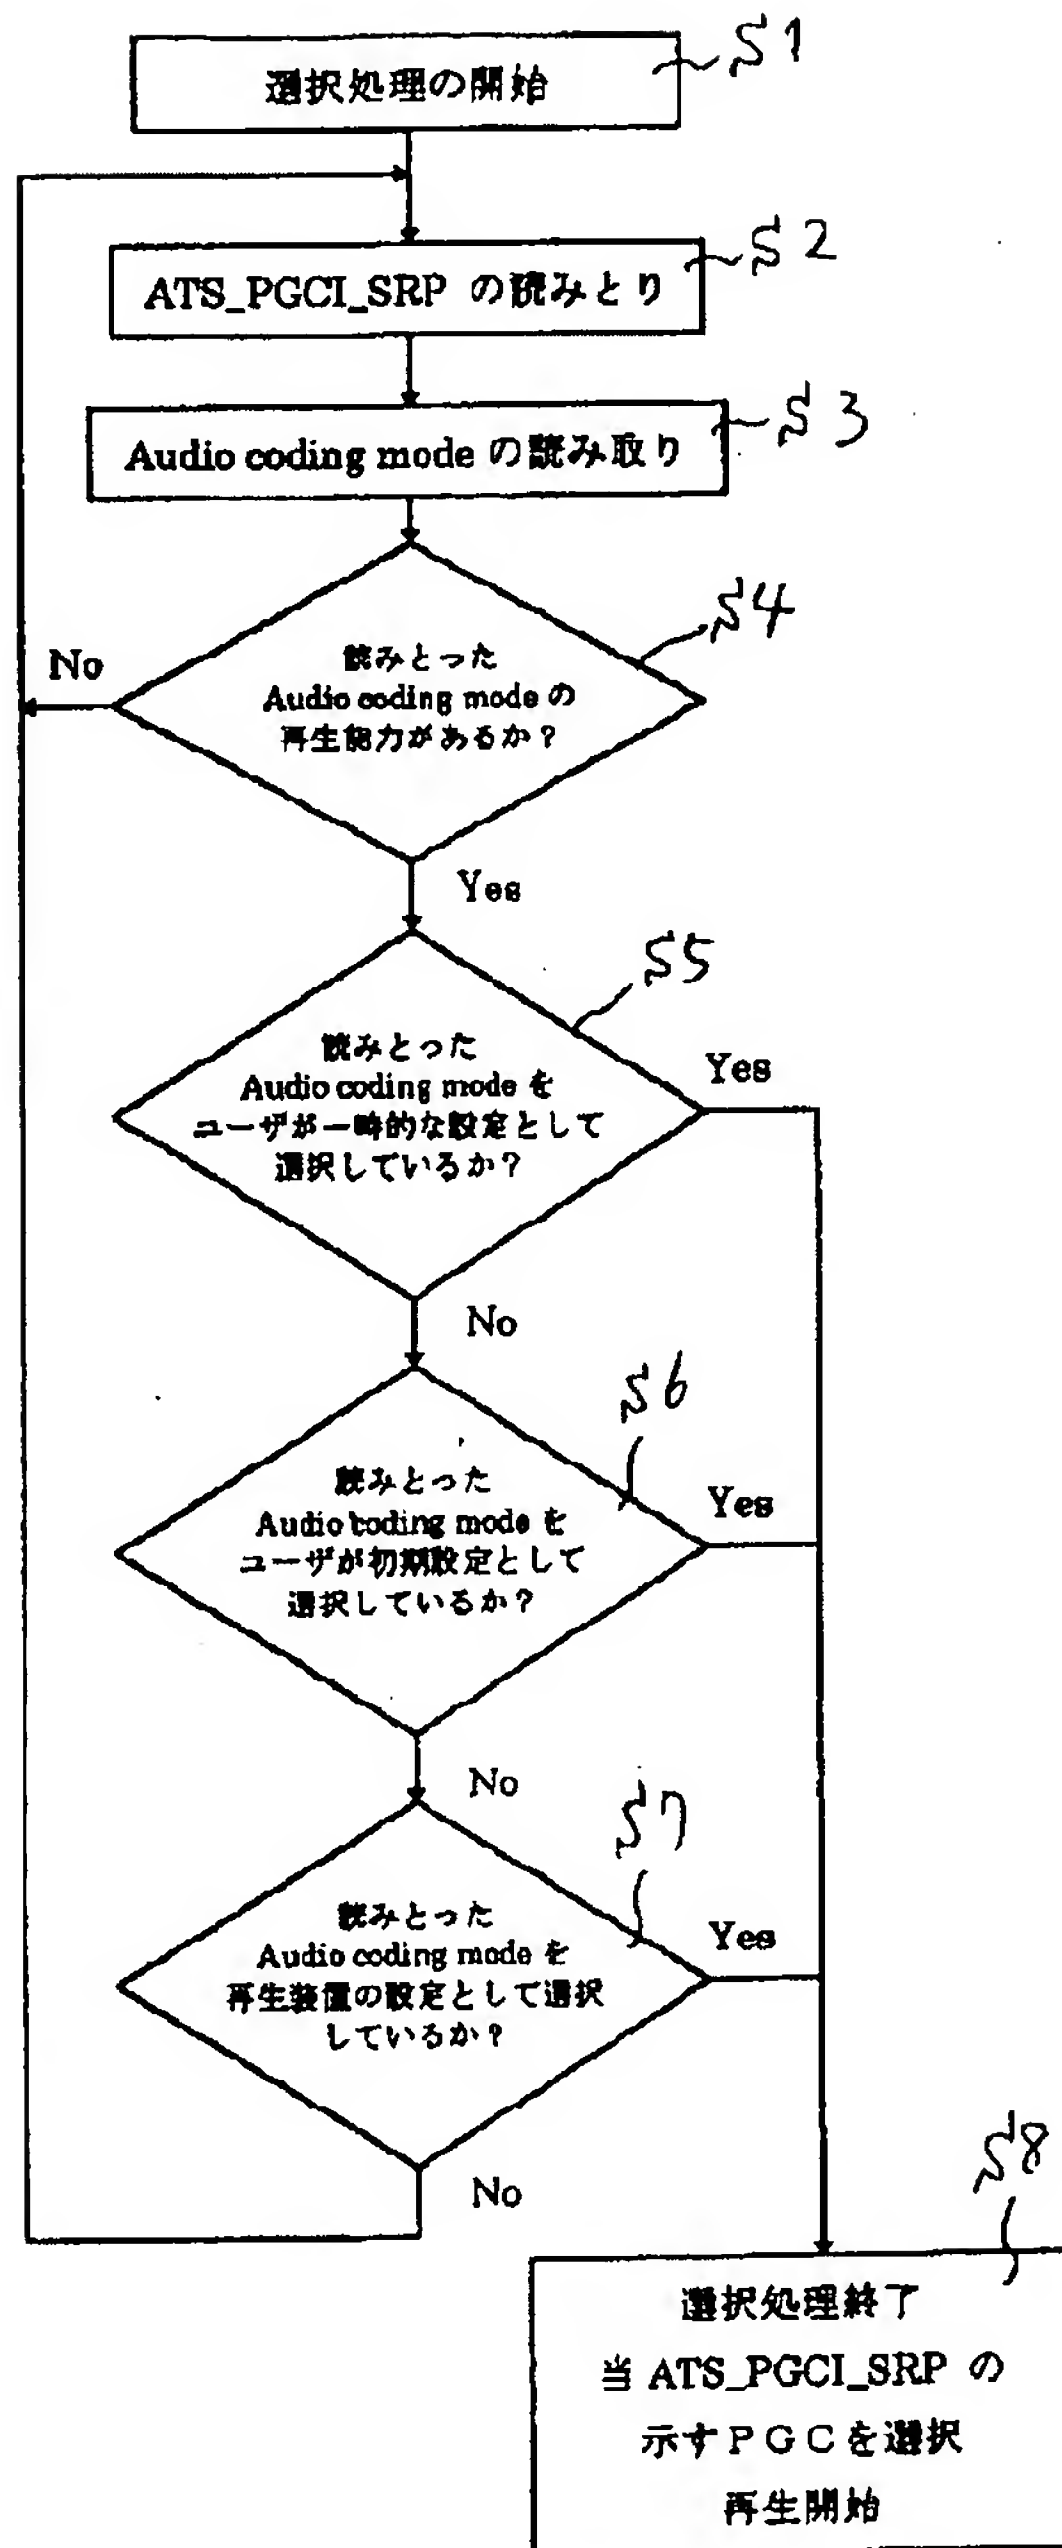 選択処理の開始
S1
ATS_PGCI_SRP の読みとり
S2
Audio coding mode の読み取り
S3
読みとった
Audio coding mode の
再生能力があるか？
S4
No
Yes
読みとった
Audio coding mode を
ユーザが一時的な設定として
選択しているか？
S5
Yes
No
読みとった
Audio coding mode を
ユーザが初期設定として
選択しているか？
S6
Yes
No
読みとった
Audio coding mode を
再生装置の設定として選択
しているか？
S7
Yes
No
S8
選択処理終了
当 ATS_PGCI_SRP の
示すＰＧＣを選択
再生開始